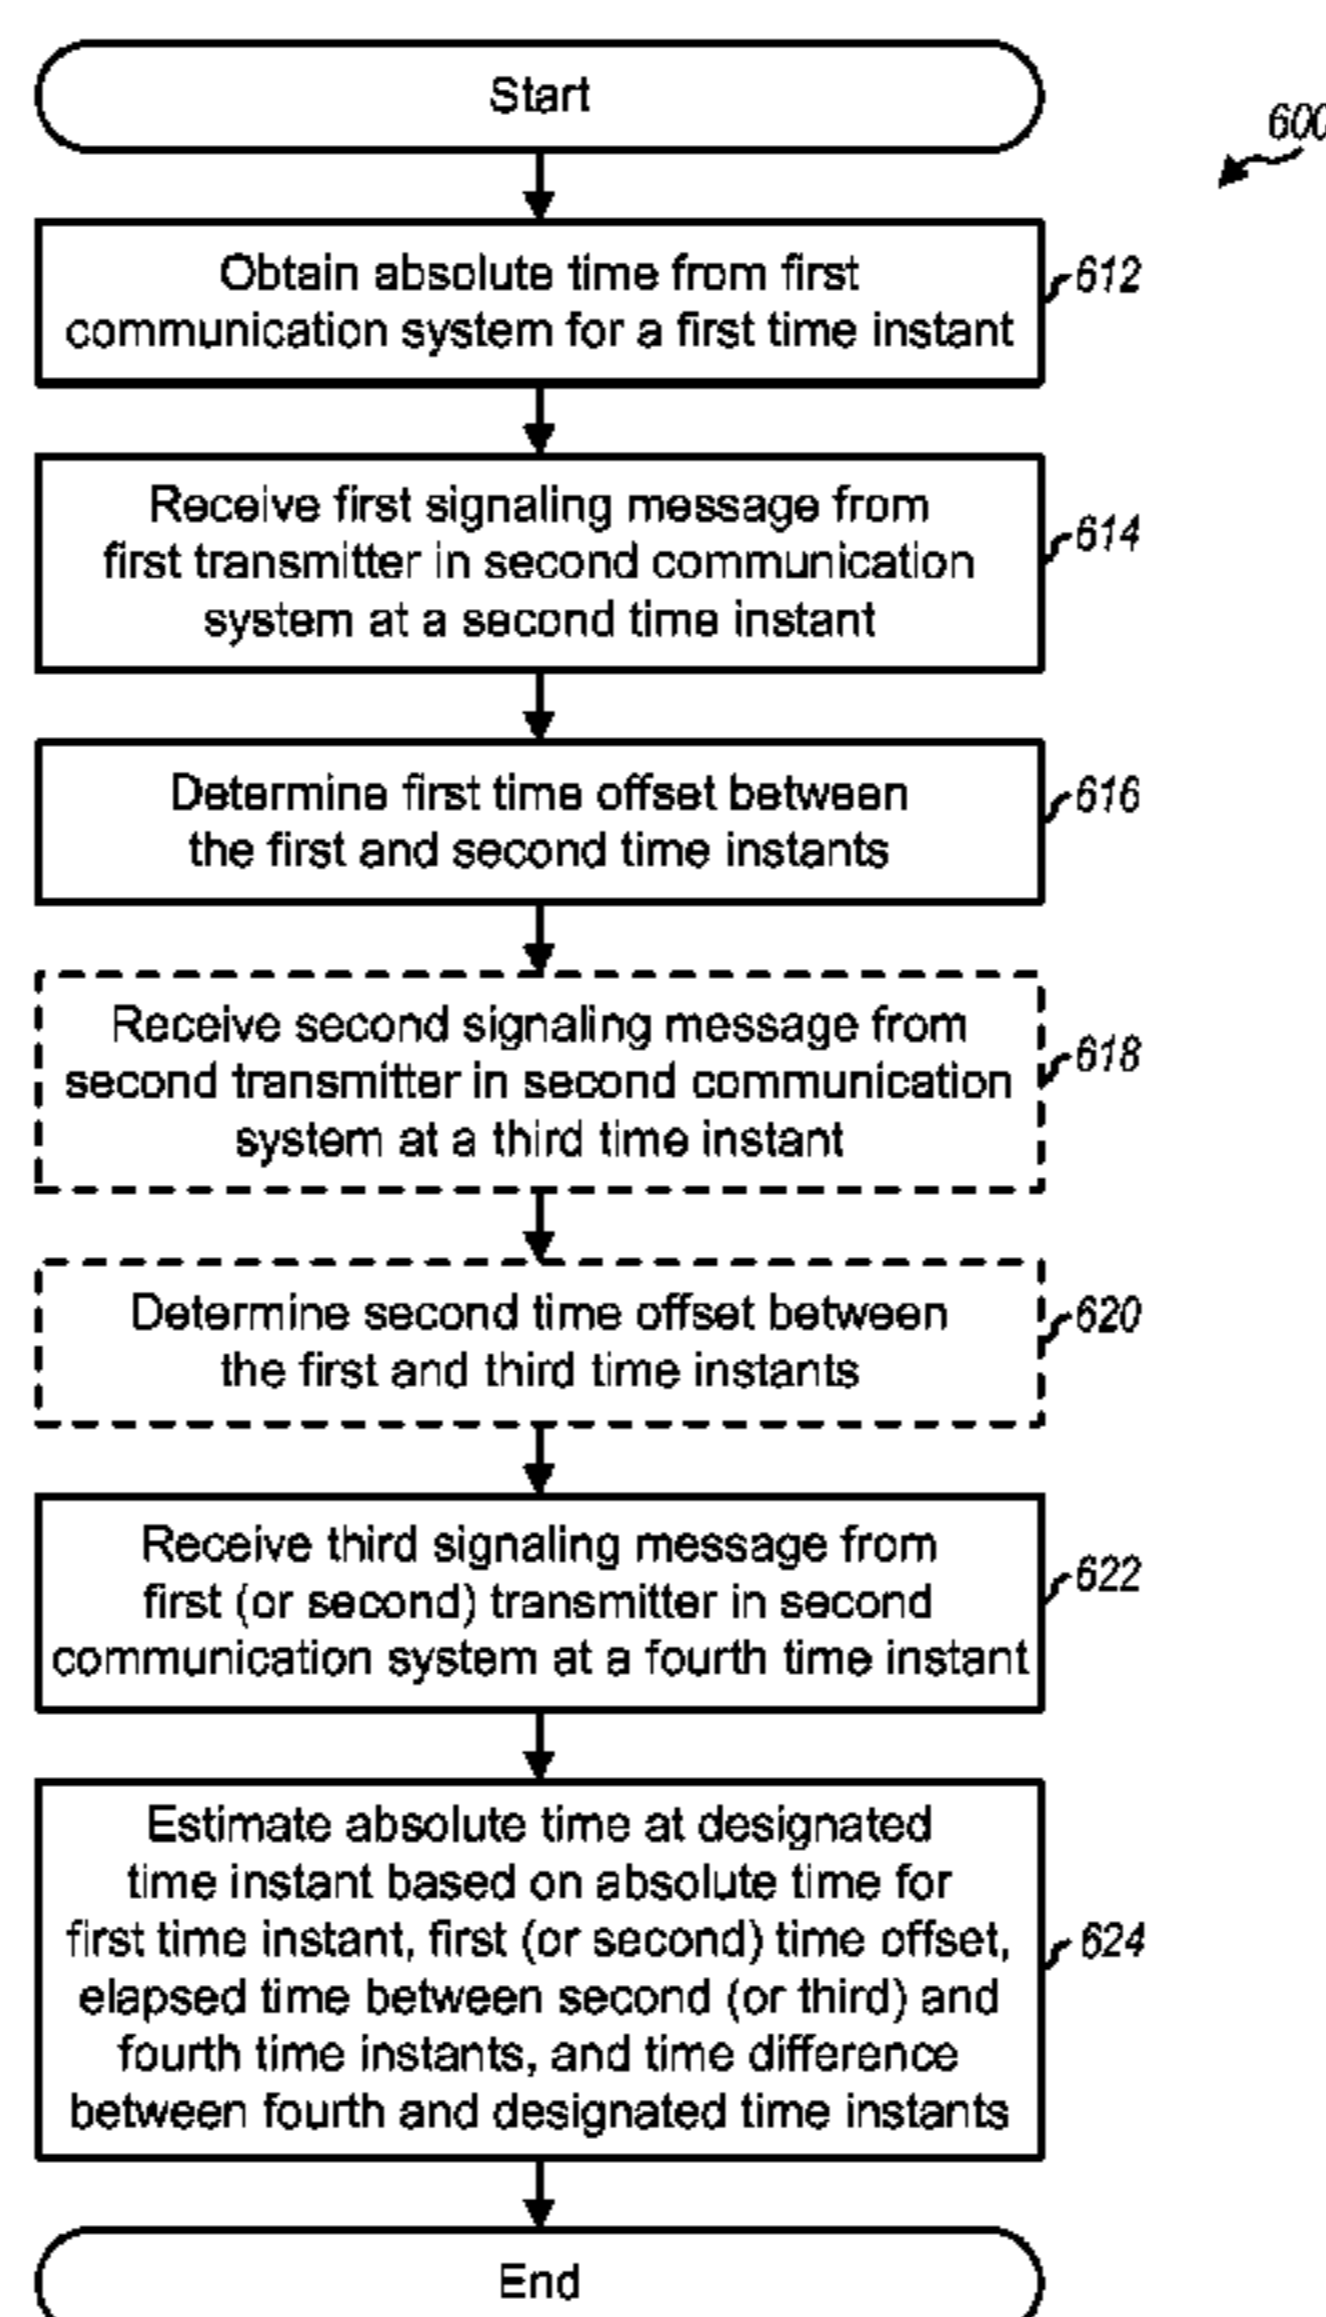 Start
600
Obtain absolute time from first
communication system for a first time instant
612
Receive first signaling message from
first transmitter in second communication
system at a second time instant
614
Determine first time offset between
the first and second time instants
616
Receive second signaling message from
second transmitter in second communication
system at a third time instant
618
Determine second time offset between
the first and third time instants
620
Receive third signaling message from
first (or second) transmitter in second
communication system at a fourth time instant
622
Estimate absolute time at designated
time instant based on absolute time for
first time instant, first (or second) time offset,
elapsed time between second (or third) and
fourth time instants, and time difference
between fourth and designated time instants
624
End